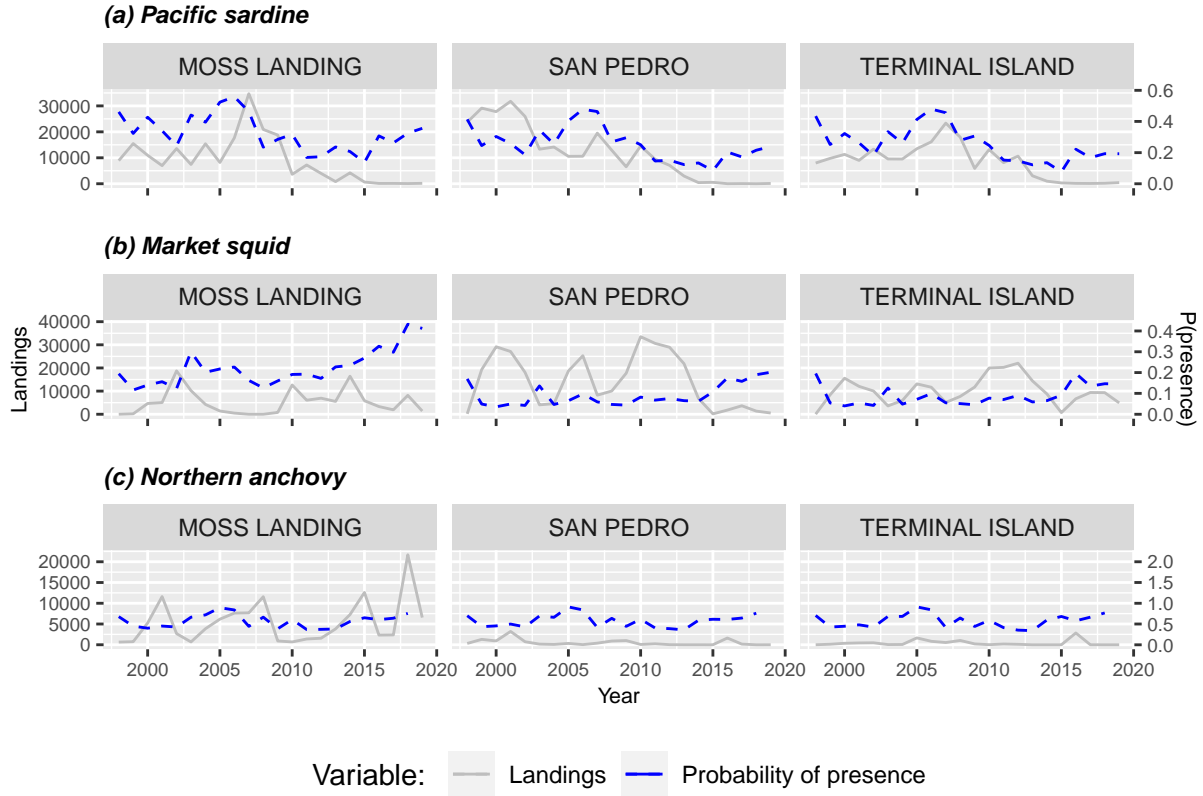 (a) Pacific sardine
MOSS LANDING SAN PEDRO TERMINAL ISLAND
30000
20000
10000
0
0.6
0.4
0.2
0.0
(b) Market squid
MOSS LANDING SAN PEDRO TERMINAL ISLAND
40000
30000
20000
10000
0
0.4
0.3
0.2
0.1
0.0
Landings
P(presence)
(c) Northern anchovy
MOSS LANDING SAN PEDRO TERMINAL ISLAND
20000
15000
10000
5000
0
2.0
1.5
1.0
0.5
0.0
2000 2005 2010 2015 2020 2000 2005 2010 2015 2020 2000 2005 2010 2015 2020
Year
Variable: Landings Probability of presence